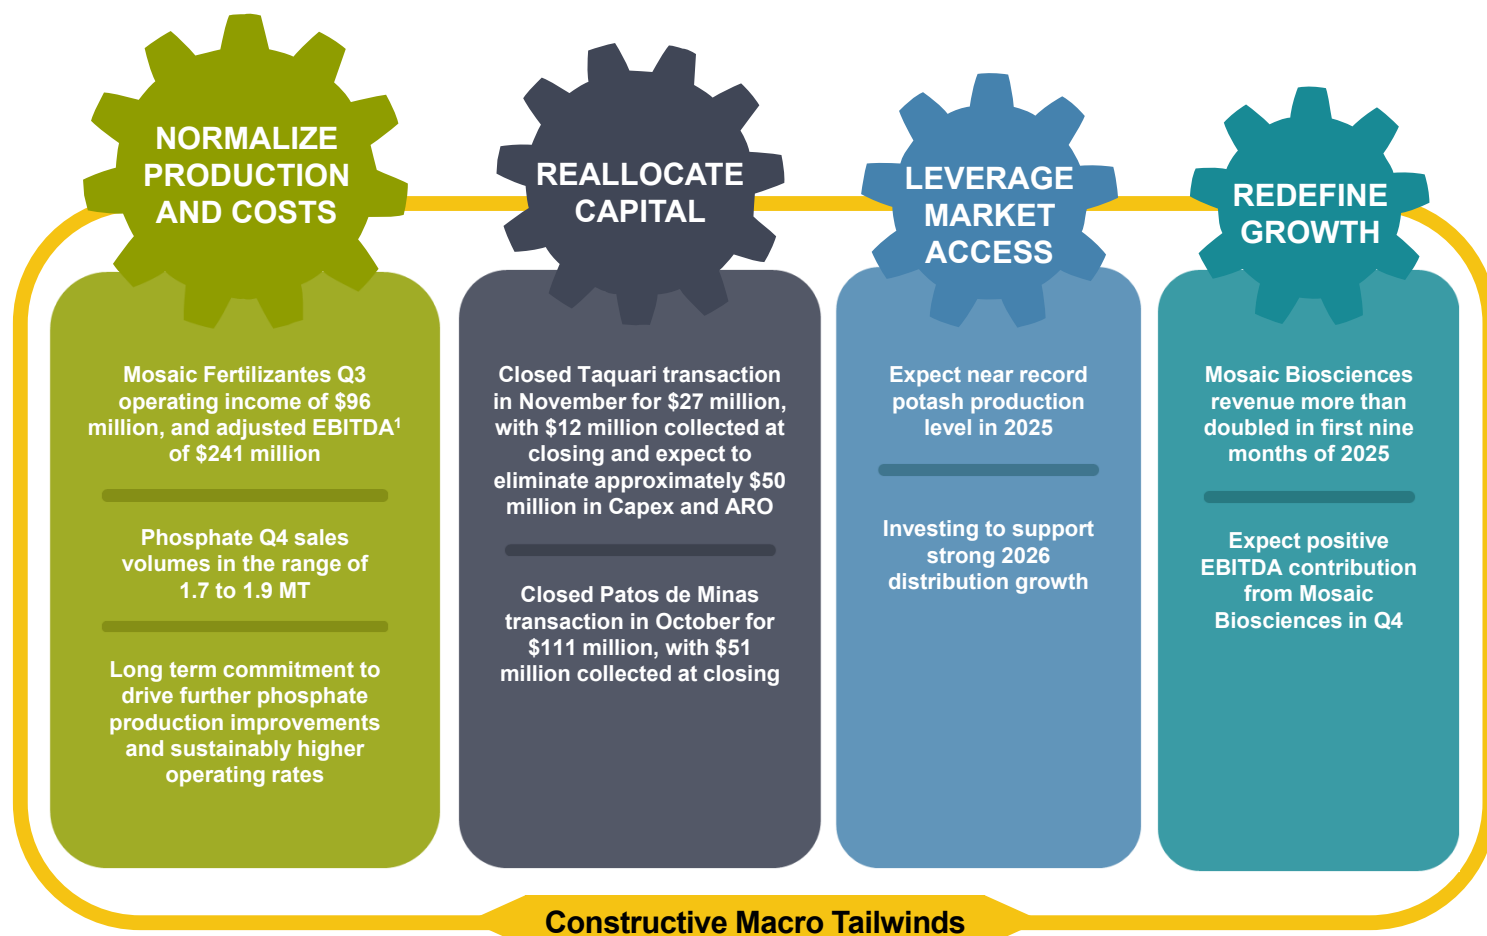 NORMALIZE
PRODUCTION
AND COSTS
Mosaic Fertilizantes Q3
operating income of $96
million, and adjusted EBITDA¹
of $241 million
Phosphate Q4 sales
volumes in the range of
1.7 to 1.9 MT
Long term commitment to
drive further phosphate
production improvements
and sustainably higher
operating rates
REALLOCATE
CAPITAL
Closed Taquari transaction
in November for $27 million,
with $12 million collected at
closing and expect to
eliminate approximately $50
million in Capex and ARO
Closed Patos de Minas
transaction in October for
$111 million, with $51
million collected at closing
LEVERAGE
MARKET
ACCESS
Expect near record
potash production
level in 2025
Investing to support
strong 2026
distribution growth
REDEFINE
GROWTH
Mosaic Biosciences
revenue more than
doubled in first nine
months of 2025
Expect positive
EBITDA contribution
from Mosaic
Biosciences in Q4
Constructive Macro Tailwinds